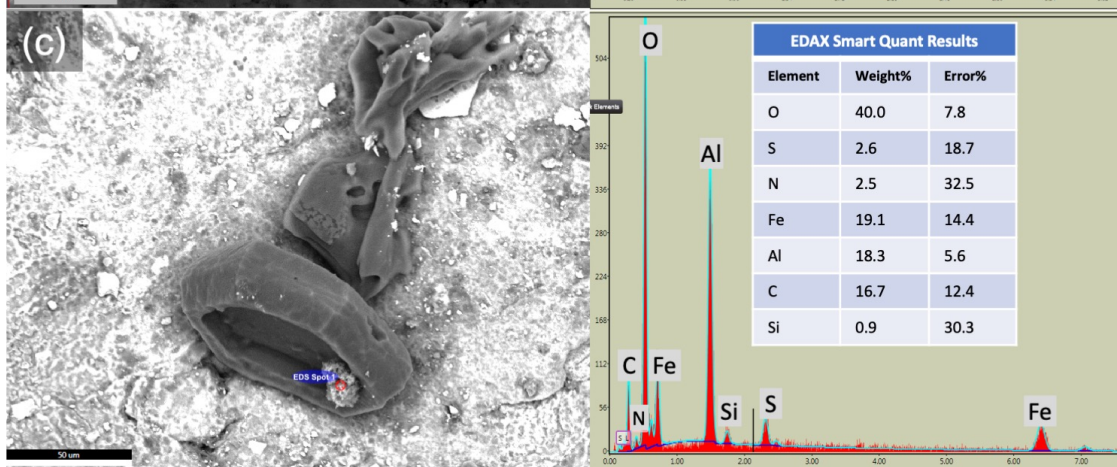 (c)
EDS Spot 1
50 um
EDAX Smart Quant Results
Element Weight% Error%
O 40.0 7.8
S 2.6 18.7
N 2.5 32.5
Fe 19.1 14.4
Al 18.3 5.6
C 16.7 12.4
Si 0.9 30.3
Elements
504
392
336
280
224
168
112
56
0
O
Al
C
Fe
N
Si
S
Fe
0.00 1.00 2.00 3.00 4.00 5.00 6.00 7.00